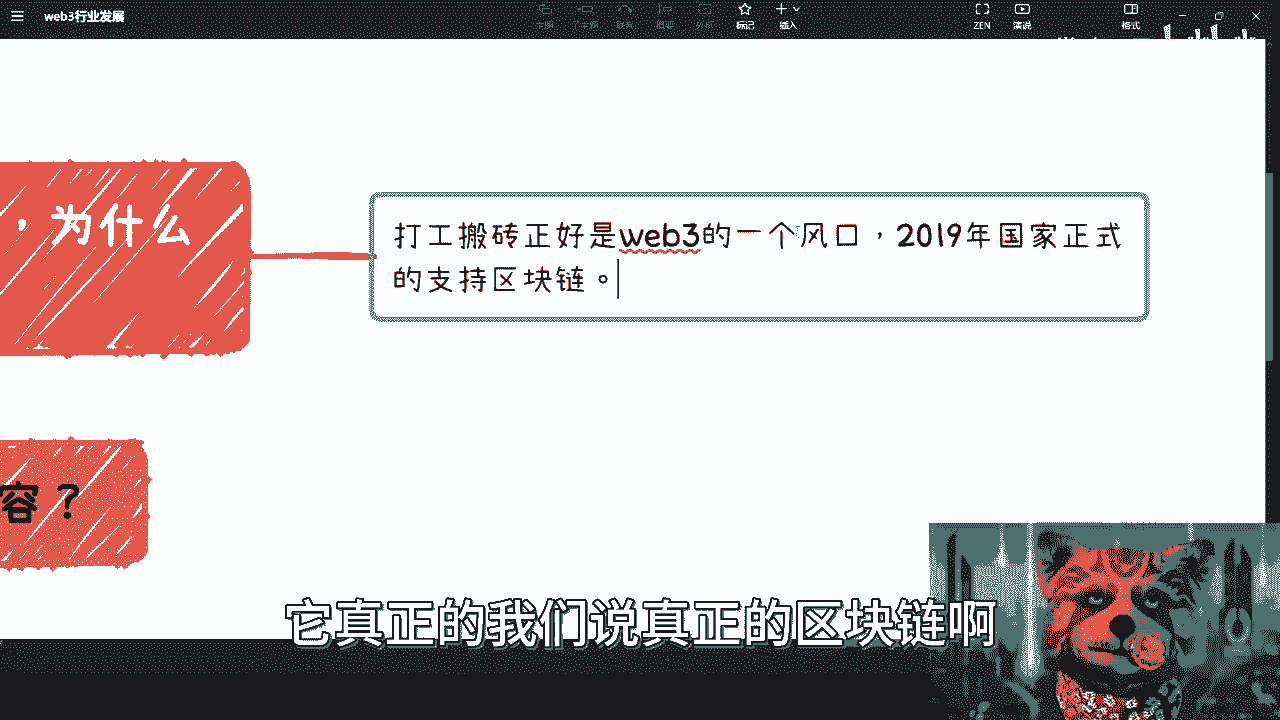 web3行业发展
主题 子主题 联系 概要 外框 标记 插入 ZEN 演说 格式
，为什么
打工搬砖正好是web3的一个风口，2019年国家正式
的支持区块链。
容？
它真正的我们说真正的区块链啊